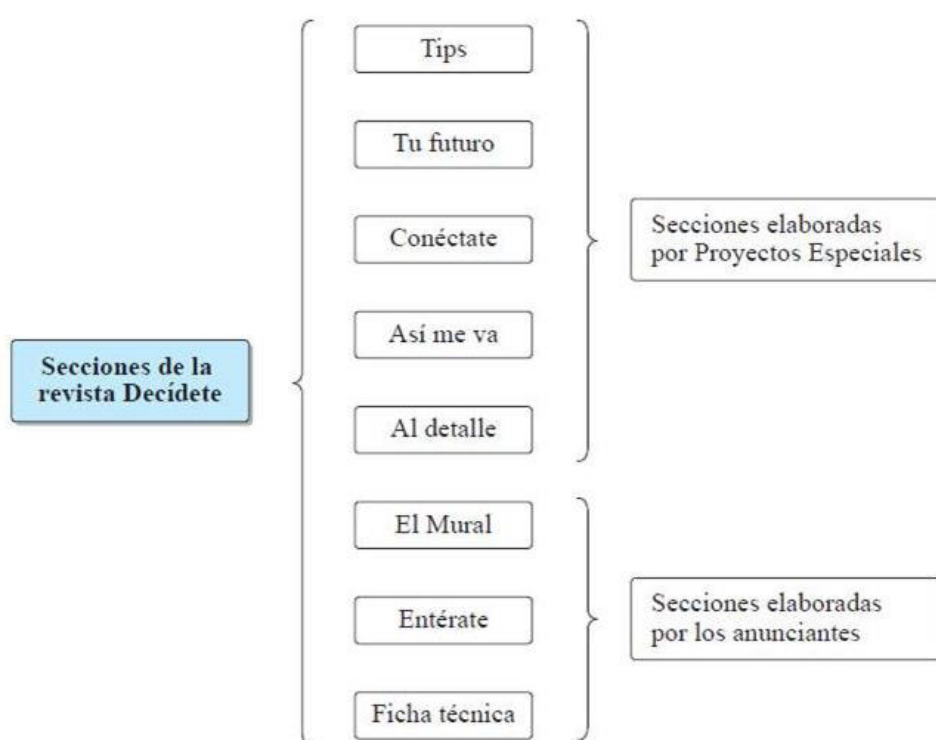 Tips
Tu futuro
Conéctate
Así me va
Al detalle
El Mural
Entérate
Ficha técnica
Secciones de la
revista Decídete
Secciones elaboradas
por Proyectos Especiales
Secciones elaboradas
por los anunciantes